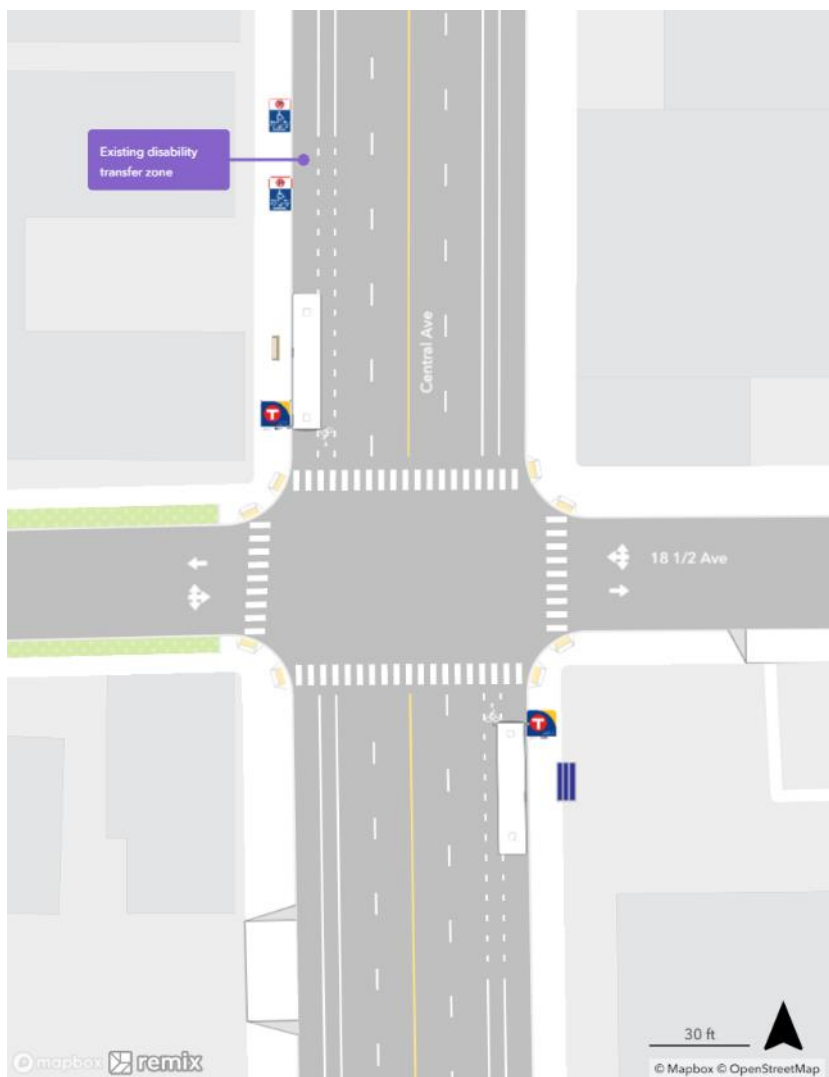 Existing disability
transfer zone
Central Ave
T
18 1/2 Ave
T
30 ft
mapbox remix
© Mapbox © OpenStreetMap